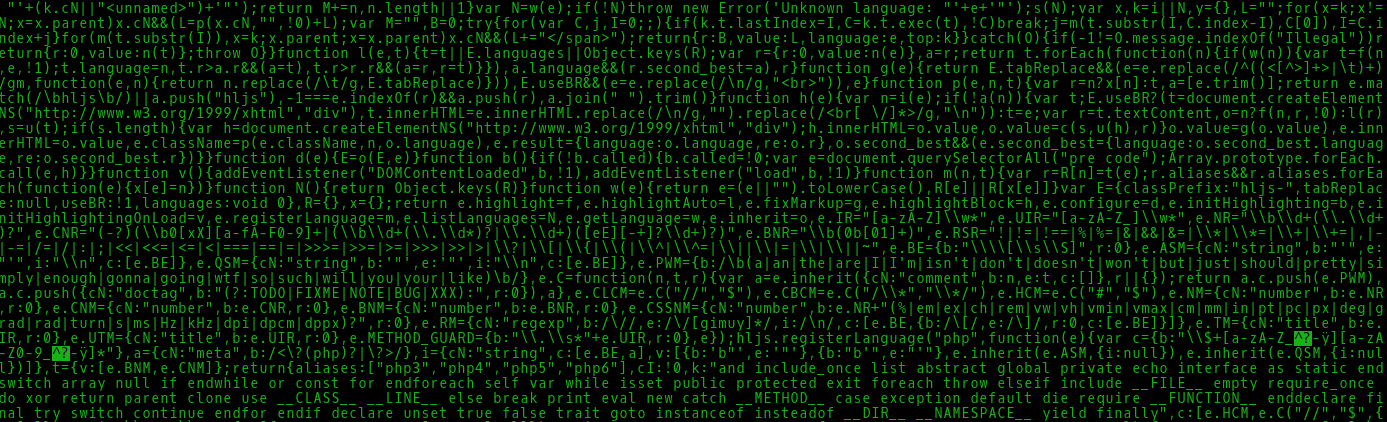 "'+(k.cN||"<unnamed>")+'"');return M+=n,n.length||1}var N=w(e);if(!N)throw new Error('Unknown language: "'+e+'"');s(N);var x,k=i||N,y={},L="";for(x=k;x!=
k;x=x.parent)x.cN&&(L=p(x.cN,"",!0)+L);var M="",B=0;try{for(var C,j,I=0;;){if(k.t.lastIndex=I,C=k.t.exec(t),!C)break;j=m(t.substr(I,C.index-I),C[0]),I=C.i
ndex+j}for(m(t.substr(I)),x=k;x.parent;x=x.parent)x.cN&&(L+="</span>");return{r:B,value:L,language:e,top:k}}catch(O){if(-1!=O.message.indexOf("Illegal"))r
eturn{r:0,value:n(t)};throw O}}function l(e,t){t=t||E.languages||Object.keys(R);var r={r:0,value:n(e)},a=r;return t.forEach(function(n){if(w(n)){var t=f(n
,e,!1);t.language=n,t.r>a.r&&(a=t),t.r>r.r&&(a=r,r=t)}}),a.language&&(r.second_best=a),r}function g(e){return E.tabReplace&&(e=e.replace(/^((<[^>]+>|\t)+)
/gm,function(e,n){return n.replace(/\t/g,E.tabReplace)})),E.useBR&&(e=e.replace(/\n/g,"<br>")),e}function p(e,n,t){var r=n?x[n]:t,a=[e.trim()];return e.ma
tch(/\bhljs\b/)||a.push("hljs"),-1===e.indexOf(r)&&a.push(r),a.join(" ").trim()}function h(e){var n=i(e);if(!a(n)){var t;E.useBR?(t=document.createElement
NS("http://www.w3.org/1999/xhtml","div"),t.innerHTML=e.innerHTML.replace(/\n/g,"").replace(/<br[ \/]*>/g,"\n")):t=e;var r=t.textContent,o=n?f(n,r,!0):l(r)
,s=u(t);if(s.length){var h=document.createElementNS("http://www.w3.org/1999/xhtml","div");h.innerHTML=o.value,o.value=c(s,u(h),r)}o.value=g(o.value),e.inn
erHTML=o.value,e.className=p(e.className,n,o.language),e.result={language:o.language,re:o.r},o.second_best&&(e.second_best={language:o.second_best.languag
e,re:o.second_best.r})}}function d(e){E=o(E,e)}function b(){if(!b.called){b.called=!0;var e=document.querySelectorAll("pre code");Array.prototype.forEach.
call(e,h)}}function v(){addEventListener("DOMContentLoaded",b,!1),addEventListener("load",b,!1)}function m(n,t){var r=R[n]=t(e);r.aliases&&r.aliases.forEa
ch(function(e){x[e]=n})}function N(){return Object.keys(R)}function w(e){return e=(e||"").toLowerCase(),R[e]||R[x[e]]}var E={classPrefix:"hljs-",tabReplac
e:null,useBR:!1,languages:void 0},R={},x={};return e.highlight=f,e.highlightAuto=l,e.fixMarkup=g,e.highlightBlock=h,e.configure=d,e.initHighlighting=b,e.i
nitHighlightingOnLoad=v,e.registerLanguage=m,e.listLanguages=N,e.getLanguage=w,e.inherit=o,e.IR="[a-zA-Z]\\w*",e.UIR="[a-zA-Z_]\\w*",e.NR="\\b\\d+(\\.\\d+
)?",e.CNR="(-?)(\\b0[xX][a-fA-F0-9]+|(\\b\\d+(\\.\\d*)?|\\.\\d+)([eE][-+]?\\d+)?)",e.BNR="\\b(0b[01]+)",e.RSR="!|!=|!==|%|%=|&|&&|&=|\\*|\\*=|\\+|\\+=|,|-
|-=|/=|/|:|;|<<|<<=|<=|<|===|==|=|>>>=|>>=|>=|>>>|>>|>|\\?|\\[|\\{|\\(|\\^|\\^=|\\||\\|=|\\|\\||~",e.BE={b:"\\\\[\\s\\S]",r:0},e.ASM={cN:"string",b:"'",e:
"'",i:"\\n",c:[e.BE]},e.QSM={cN:"string",b:'"',e:'"',i:"\\n",c:[e.BE]},e.PWM={b:/\b(a|an|the|are|I|I'm|isn't|don't|doesn't|won't|but|just|should|pretty|si
mply|enough|gonna|going|wtf|so|such|will|you|your|like)\b/},e.C=function(n,t,r){var a=e.inherit({cN:"comment",b:n,e:t,c:[]},r||{});return a.c.push(e.PWM),
a.c.push({cN:"doctag",b:"(?:TODO|FIXME|NOTE|BUG|XXX):",r:0}),a},e.CLCM=e.C("//","$"),e.CBCM=e.C("/\\*","\\*/"),e.HCM=e.C("#","$"),e.NM={cN:"number",b:e.NR
,r:0},e.CNM={cN:"number",b:e.CNR,r:0},e.BNM={cN:"number",b:e.BNR,r:0},e.CSSNM={cN:"number",b:e.NR+"(%|em|ex|ch|rem|vw|vh|vmin|vmax|cm|mm|in|pt|pc|px|deg|g
rad|rad|turn|s|ms|Hz|kHz|dpi|dpcm|dppx)?",r:0},e.RM={cN:"regexp",b:/\//,e:/\/[gimuy]*/,i:/\n/,c:[e.BE,{b:/\[/,e:/\]/,r:0,c:[e.BE]}]},e.TM={cN:"title",b:e.
IR,r:0},e.UTM={cN:"title",b:e.UIR,r:0},e.METHOD_GUARD={b:"\\.\\s*"+e.UIR,r:0},e});hljs.registerLanguage("php",function(e){var c={b:"\\$+[a-zA-Z_^?-ÿ][a-zA
-Z0-9_^?-ÿ]*"},a={cN:"meta",b:/<\?(php)?|\?>/},i={cN:"string",c:[e.BE,a],v:[{b:'b"',e:'"'},{b:"b'",e:"'"},e.inherit(e.ASM,{i:null}),e.inherit(e.QSM,{i:nul
l})]},t={v:[e.BNM,e.CNM]};return{aliases:["php3","php4","php5","php6"],cI:!0,k:"and include_once list abstract global private echo interface as static end
switch array null if endwhile or const for endforeach self var while isset public protected exit foreach throw elseif include __FILE__ empty require_once
do xor return parent clone use __CLASS__ __LINE__ else break print eval new catch __METHOD__ case exception default die require __FUNCTION__ enddeclare fi
nal try switch continue endfor endif declare unset true false trait goto instanceof insteadof __DIR__ __NAMESPACE__ yield finally",c:[e.HCM,e.C("//","$",{